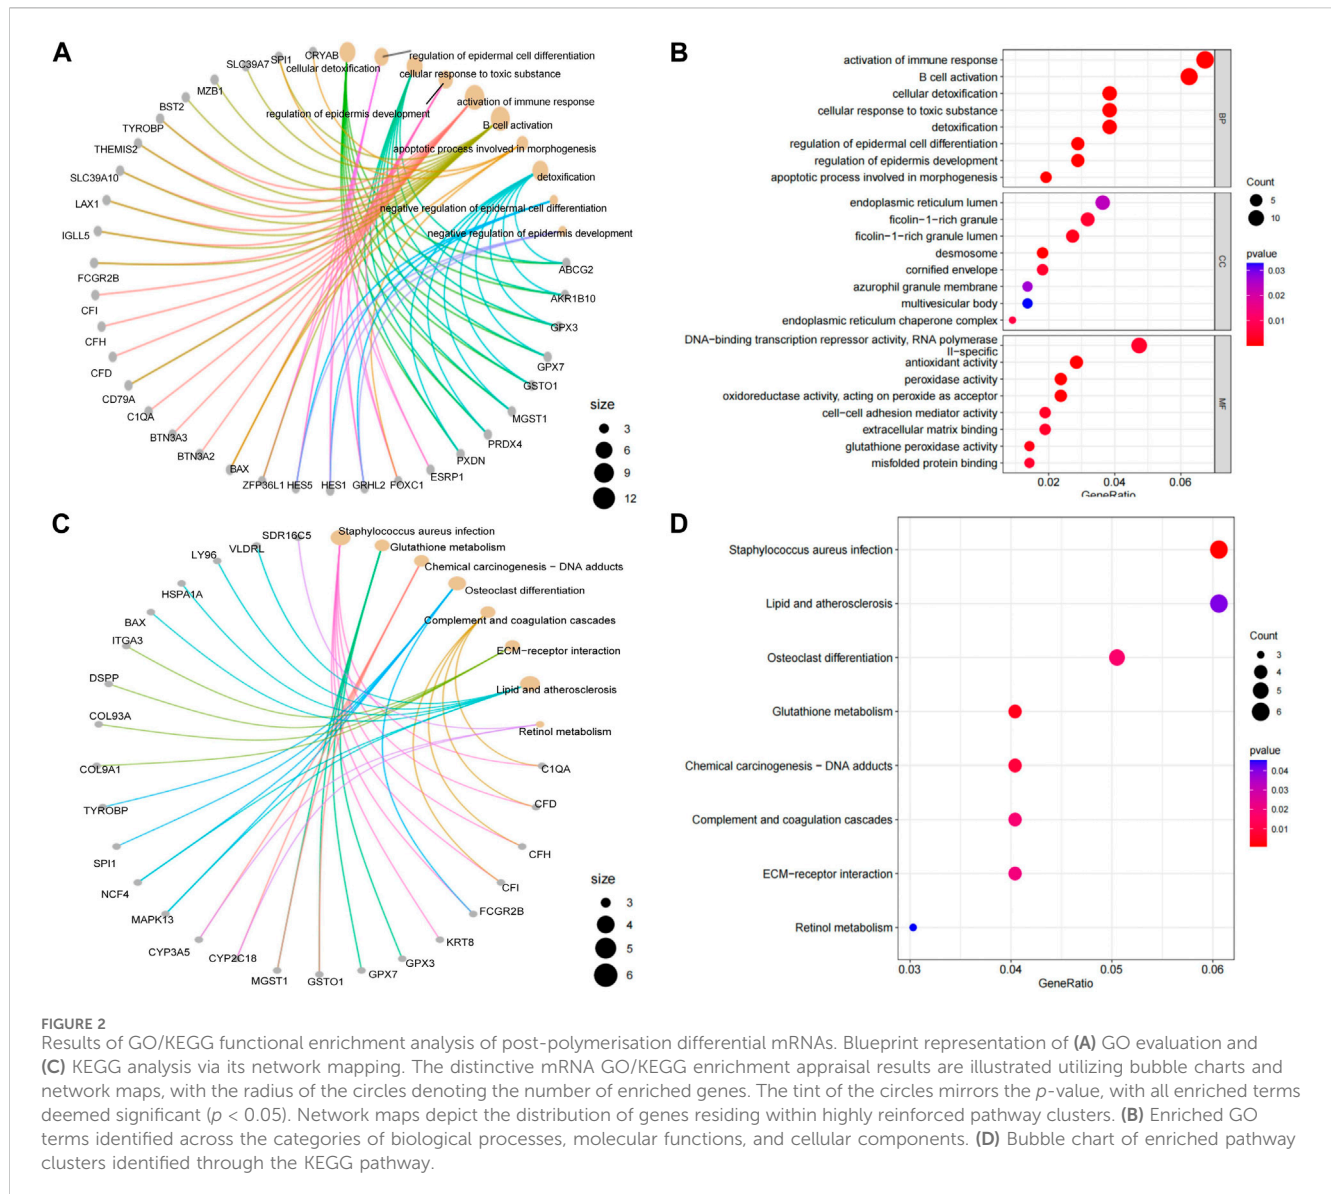 A
CRYAB
SPI1
SLC39A7
MZB1
BST2
TYROBP
THEMIS2
SLC39A10
LAX1
IGLL5
FCGR2B
CFI
CFH
CFD
CD79A
C1QA
BTN3A3
BTN3A2
BAX
ZFP36L1
HES5
HES1
GRHL2
FOXC1
ESRP1
PXDN
PRDX4
MGST1
GSTO1
GPX7
GPX3
AKR1B10
ABCG2
regulation of epidermal cell differentiation
cellular detoxification
cellular response to toxic substance
activation of immune response
regulation of epidermis development
B cell activation
apoptotic process involved in morphogenesis
detoxification
negative regulation of epidermal cell differentiation
negative regulation of epidermis development
size
3
6
9
12
B
activation of immune response
B cell activation
cellular detoxification
cellular response to toxic substance
detoxification
regulation of epidermal cell differentiation
regulation of epidermis development
apoptotic process involved in morphogenesis
BP
endoplasmic reticulum lumen
ficolin−1−rich granule
ficolin−1−rich granule lumen
desmosome
cornified envelope
azurophil granule membrane
multivesicular body
endoplasmic reticulum chaperone complex
CC
DNA−binding transcription repressor activity, RNA polymerase
II−specific
antioxidant activity
peroxidase activity
oxidoreductase activity, acting on peroxide as acceptor
cell−cell adhesion mediator activity
extracellular matrix binding
glutathione peroxidase activity
misfolded protein binding
MF
0.02 0.04 0.06
GeneRatio
Count
5
10
pvalue
0.03
0.02
0.01
C
SDR16C5
VLDRL
LY96
HSPA1A
BAX
ITGA3
DSPP
COL93A
COL9A1
TYROBP
SPI1
NCF4
MAPK13
CYP3A5
CYP2C18
MGST1
GSTO1
GPX7
GPX3
KRT8
FCGR2B
CFI
CFH
CFD
C1QA
Staphylococcus aureus infection
Glutathione metabolism
Chemical carcinogenesis − DNA adducts
Osteoclast differentiation
Complement and coagulation cascades
ECM−receptor interaction
Lipid and atherosclerosis
Retinol metabolism
size
3
4
5
6
D
Staphylococcus aureus infection
Lipid and atherosclerosis
Osteoclast differentiation
Glutathione metabolism
Chemical carcinogenesis − DNA adducts
Complement and coagulation cascades
ECM−receptor interaction
Retinol metabolism
0.03 0.04 0.05 0.06
GeneRatio
Count
3
4
5
6
pvalue
0.04
0.03
0.02
0.01
FIGURE 2
Results of GO/KEGG functional enrichment analysis of post-polymerisation differential mRNAs. Blueprint representation of (A) GO evaluation and
(C) KEGG analysis via its network mapping. The distinctive mRNA GO/KEGG enrichment appraisal results are illustrated utilizing bubble charts and
network maps, with the radius of the circles denoting the number of enriched genes. The tint of the circles mirrors the p-value, with all enriched terms
deemed significant (p < 0.05). Network maps depict the distribution of genes residing within highly reinforced pathway clusters. (B) Enriched GO
terms identified across the categories of biological processes, molecular functions, and cellular components. (D) Bubble chart of enriched pathway
clusters identified through the KEGG pathway.